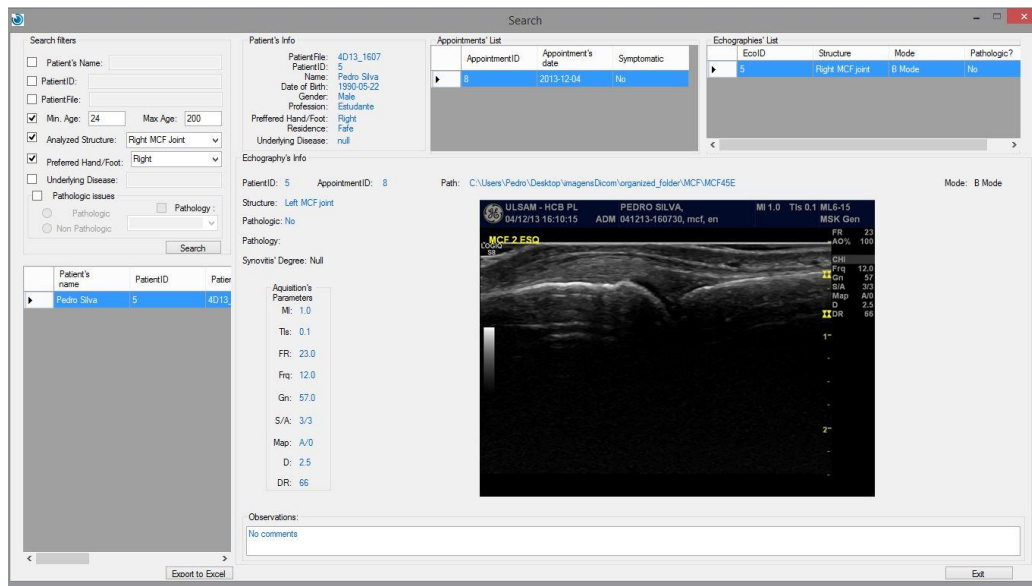 Search
Search filters
Patient's Name:
PatientID:
PatientFile:
Min. Age: 24 Max Age: 200
Analyzed Structure: Right MCF Joint
Preferred Hand/Foot: Right
Underlying Disease:
Pathologic issues
Pathologic
Pathology :
Non Pathologic
Search
Patient's name PatientID Patien
Pedro Silva 5 4D13_
Export to Excel
Patient's Info
PatientFile: 4D13_1607
PatientID: 5
Name: Pedro Silva
Date of Birth: 1990-05-22
Gender: Male
Profession: Estudante
Preffered Hand/Foot: Right
Residence: Fafe
Underlying Disease: null
Appointments' List
AppointmentID Appointment's date Symptomatic
8 2013-12-04 No
Echographies' List
EcoID Structure Mode Pathologic?
5 Right MCF joint B Mode No
Echography's Info
PatientID: 5 AppointmentID: 8 Path: C:\Users\Pedro\Desktop\imagensDicom\organized_folder\MCF\MCF45E Mode: B Mode
Structure: Left MCF joint
Pathologic: No
Pathology:
Synovitis' Degree: Null
Aquisition's
Parameters
MI: 1.0
TIs: 0.1
FR: 23.0
Frq: 12.0
Gn: 57.0
S/A: 3/3
Map: A/0
D: 2.5
DR: 66
ULSAM - HCB PL PEDRO SILVA, MI 1.0 TIs 0.1 ML6-15
04/12/13 16:10:15 ADM 041213-160730, mcf, en MSK Gen
MCF 2 ESQ
LOGIQ
S8
FR 23
AO% 100
CHI
Frq 12.0
Gn 57
S/A 3/3
Map A/0
D 2.5
DR 66
1
2
Observations:
No comments
Exit